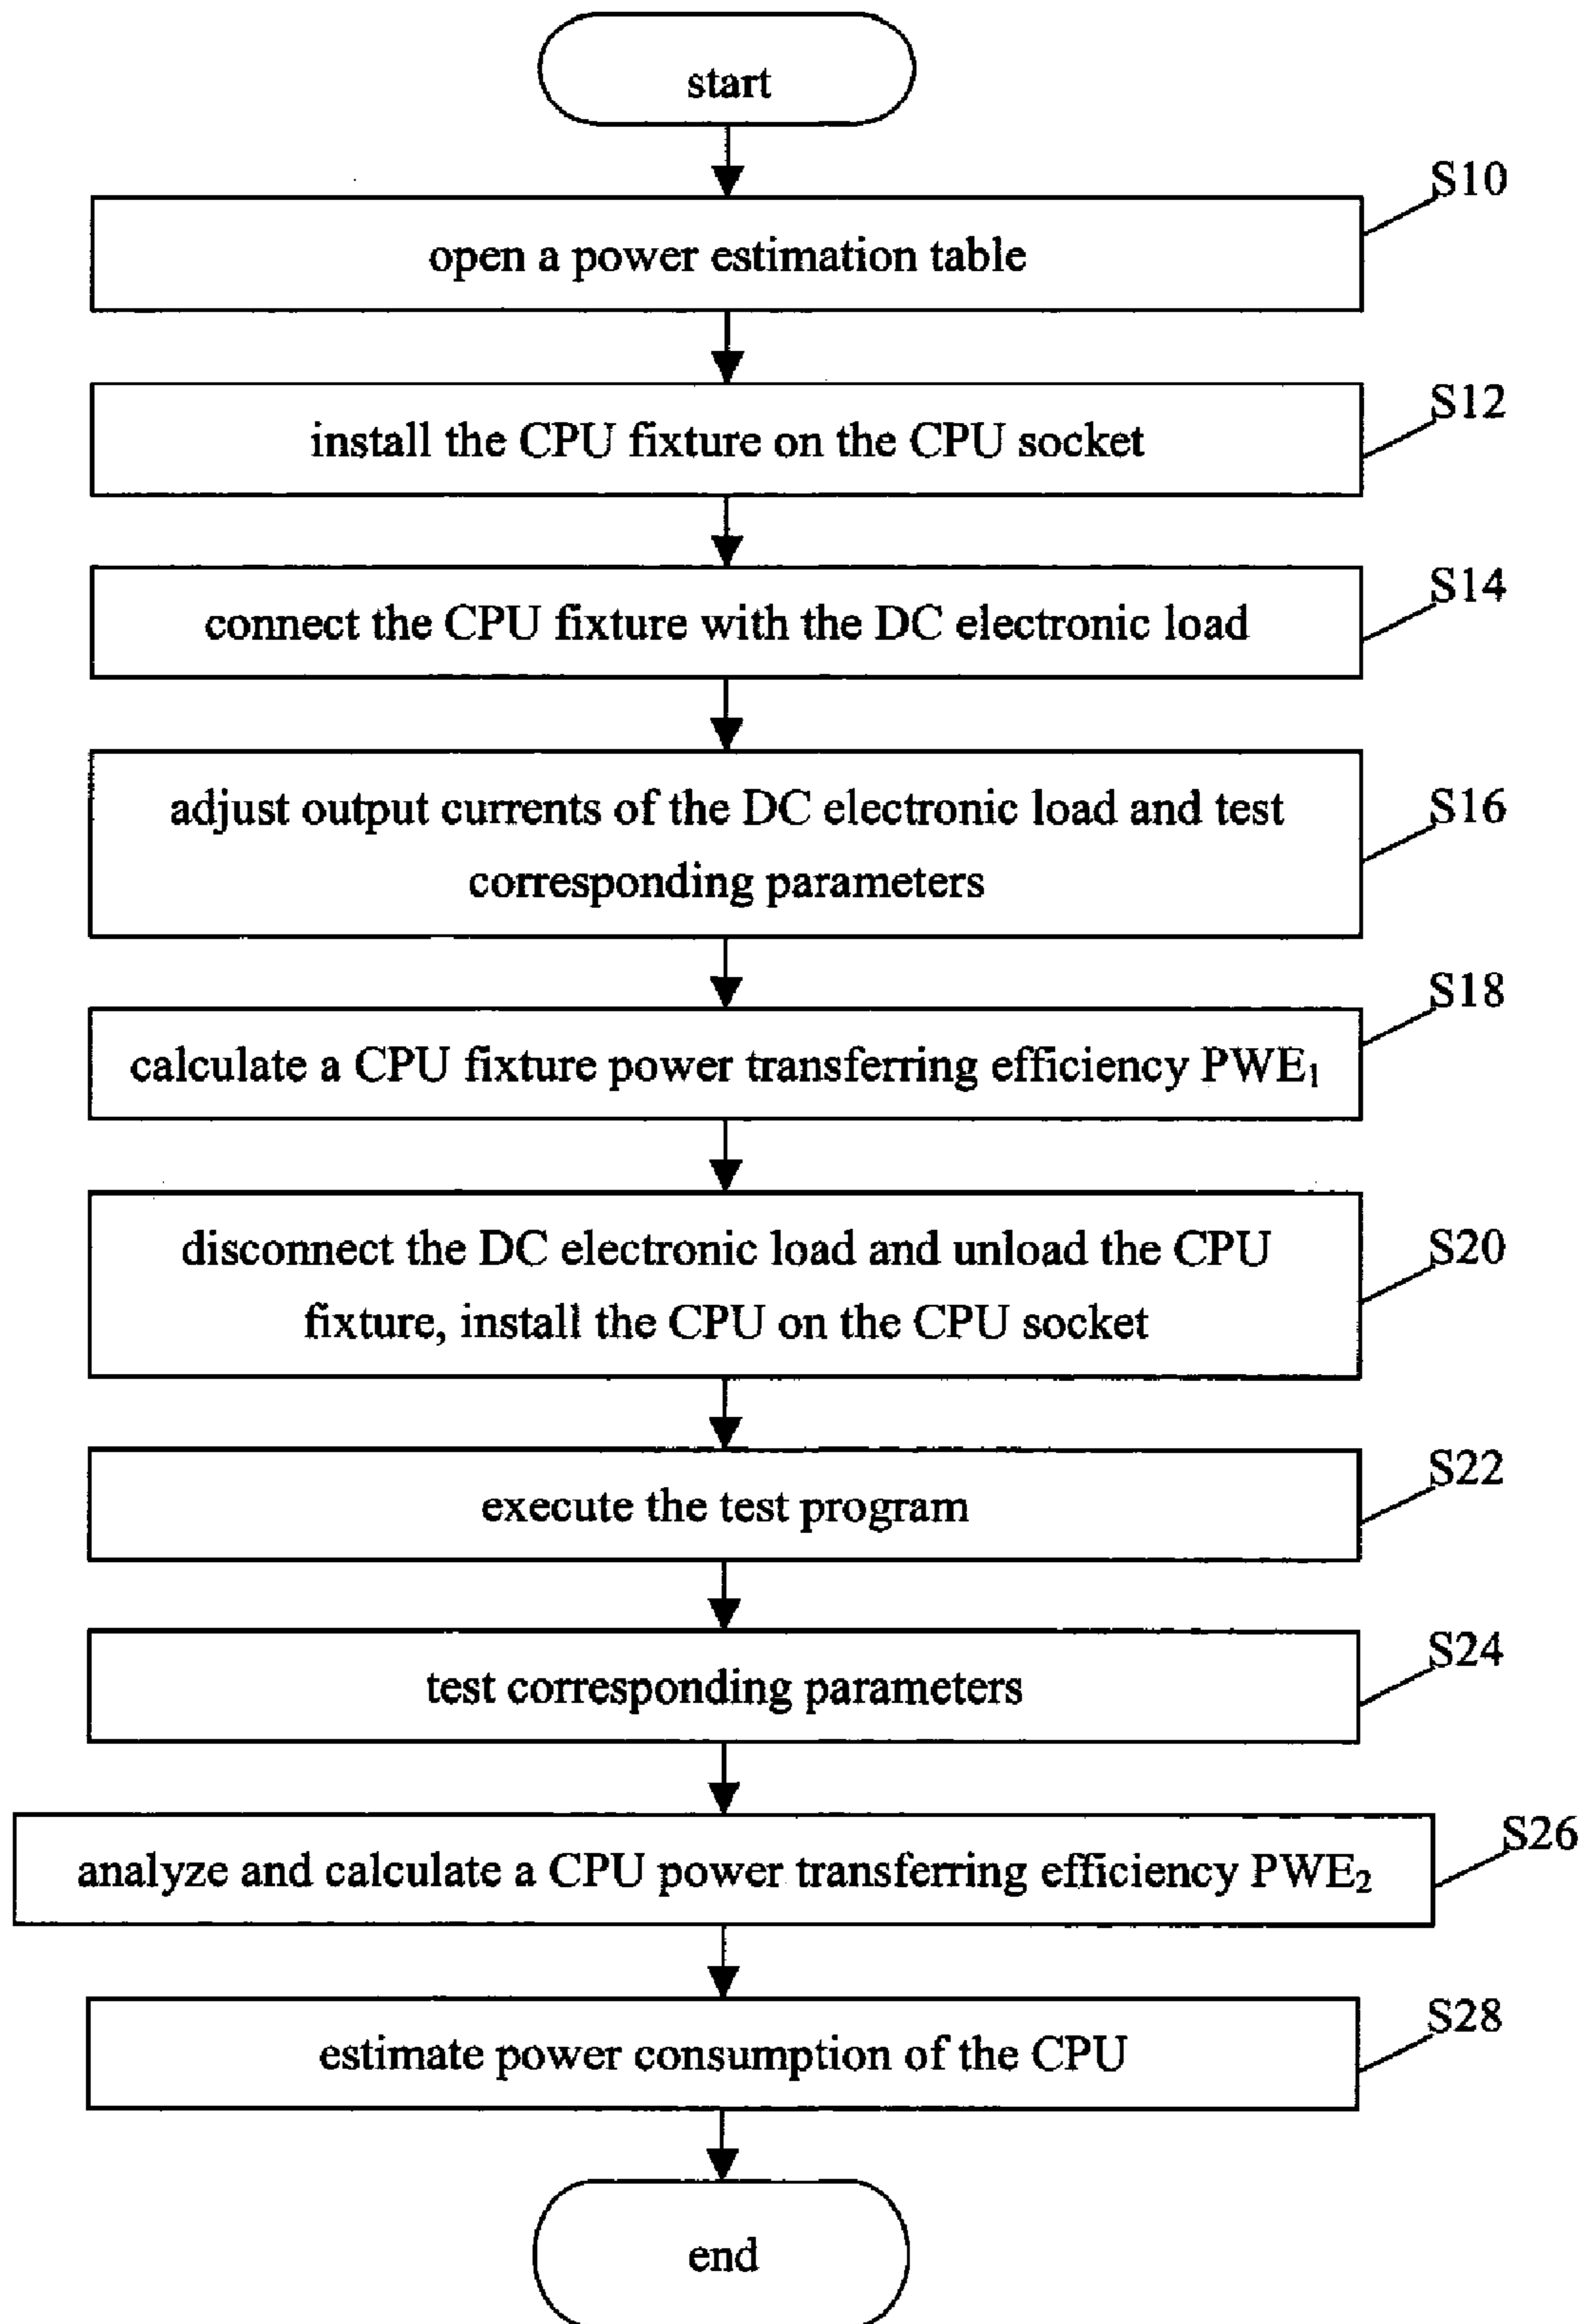 start
S10
open a power estimation table
S12
install the CPU fixture on the CPU socket
S14
connect the CPU fixture with the DC electronic load
S16
adjust output currents of the DC electronic load and test
corresponding parameters
S18
calculate a CPU fixture power transferring efficiency PWE₁
S20
disconnect the DC electronic load and unload the CPU
fixture, install the CPU on the CPU socket
S22
execute the test program
S24
test corresponding parameters
S26
analyze and calculate a CPU power transferring efficiency PWE₂
S28
estimate power consumption of the CPU
end